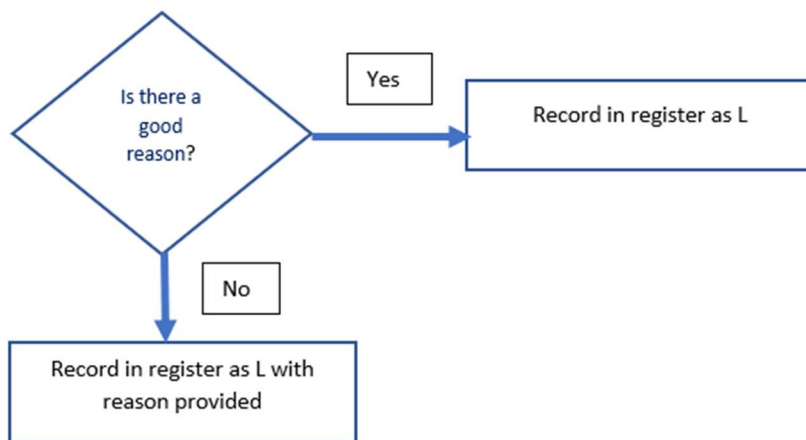 Is there a
good
reason?
Yes
Record in register as L
No
Record in register as L with
reason provided